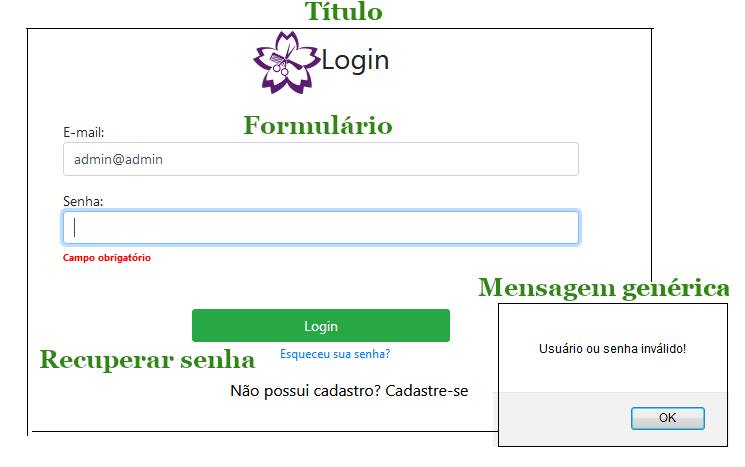 Título
Login
Formulário
E-mail:
admin@admin
Senha:
Campo obrigatório
Mensagem genérica
Usuário ou senha inválido!
OK
Login
Recuperar senha
Esqueceu sua senha?
Não possui cadastro? Cadastre-se